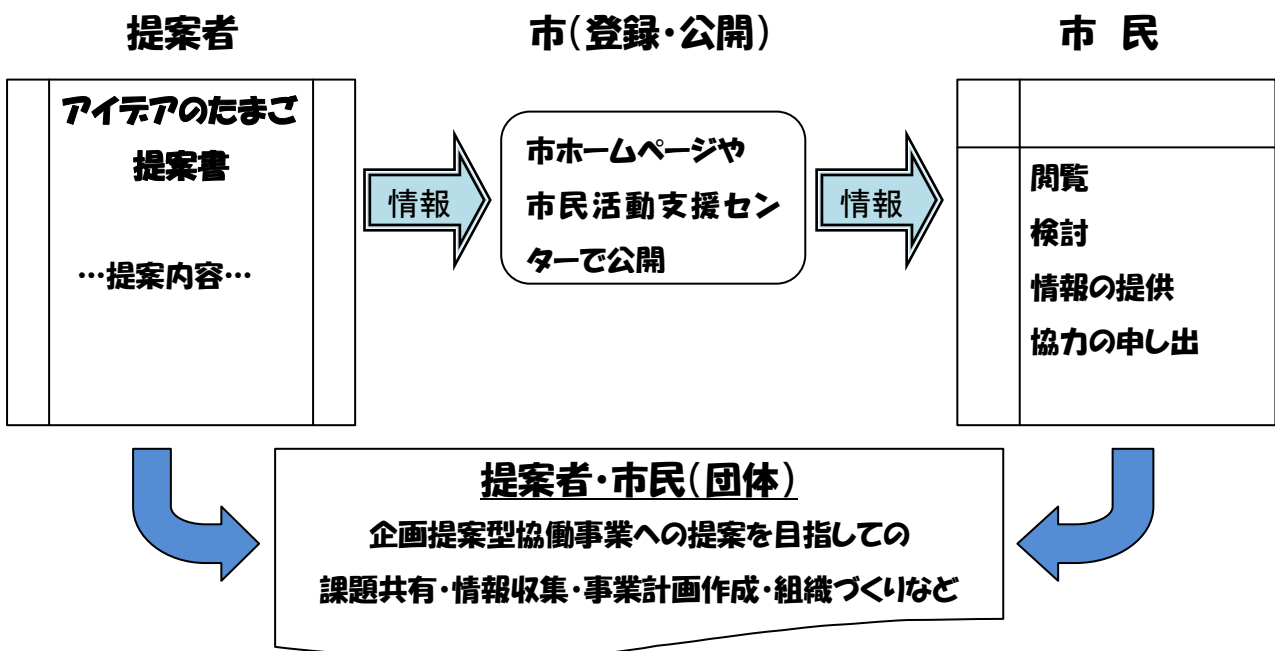 提案者
アイデアのたまご
提案書
…提案内容…
情報
市(登録・公開)
市ホームページや
市民活動支援セン
ターで公開
情報
市 民
閲覧
検討
情報の提供
協力の申し出
提案者・市民(団体)
企画提案型協働事業への提案を目指しての
課題共有・情報収集・事業計画作成・組織づくりなど